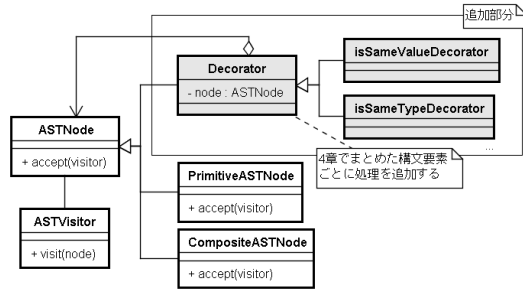 追加部分
Decorator
- node : ASTNode
isSameValueDecorator
isSameTypeDecorator
...
4章でまとめた構文要素
ごとに処理を追加する
ASTNode
+ accept(visitor)
PrimitiveASTNode
+ accept(visitor)
ASTVisitor
+ visit(node)
CompositeASTNode
+ accept(visitor)